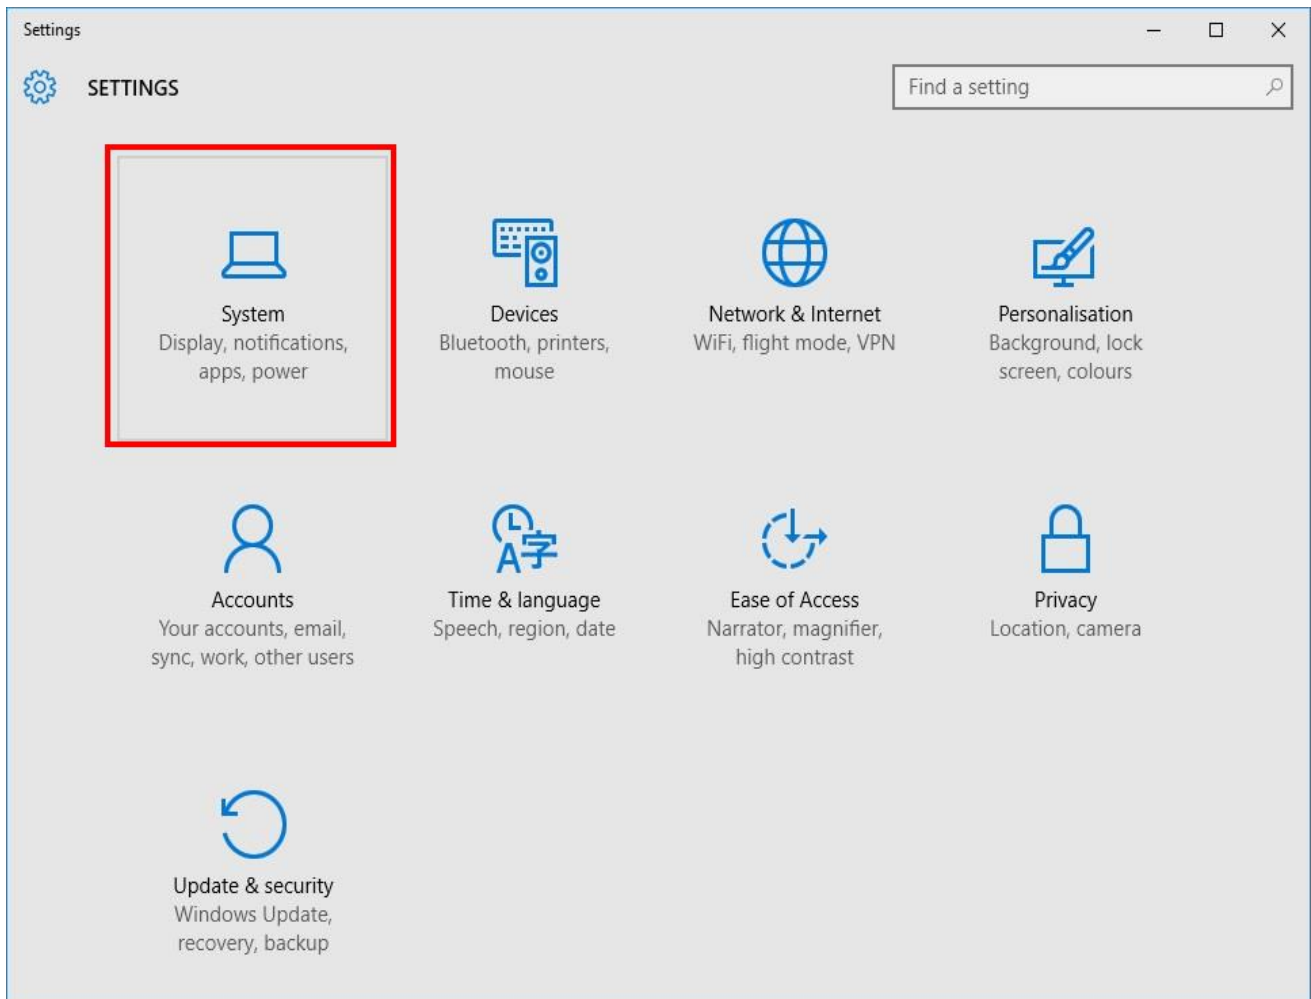 Settings
SETTINGS
Find a setting
System
Display, notifications,
apps, power
Devices
Bluetooth, printers,
mouse
Network & Internet
WiFi, flight mode, VPN
Personalisation
Background, lock
screen, colours
A字
Accounts
Your accounts, email,
sync, work, other users
Time & language
Speech, region, date
Ease of Access
Narrator, magnifier,
high contrast
Privacy
Location, camera
Update & security
Windows Update,
recovery, backup